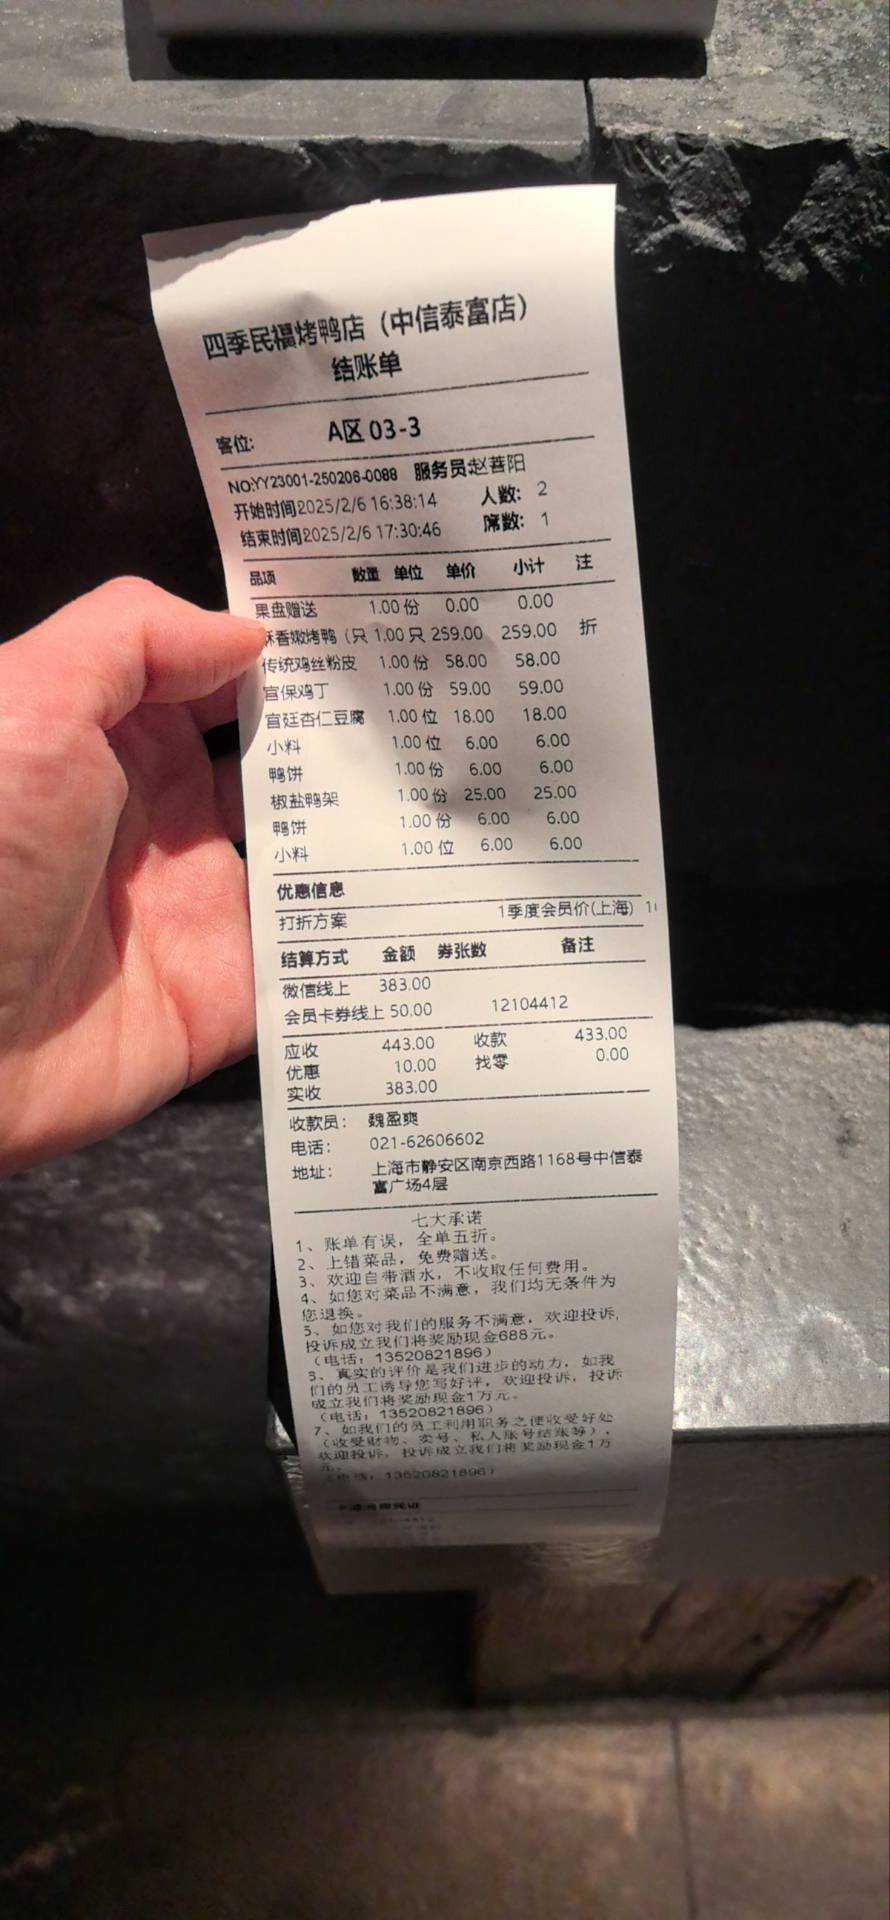 四季民福烤鸭店（中信泰富店）
结账单
客位: A区 03-3
NO:YY23001-250206-0088 服务员:赵菩阳
开始时间2025/2/6 16:38:14 人数: 2
结束时间2025/2/6 17:30:46 席数: 1
品项 数量 单位 单价 小计 注
果盘赠送 1.00 份 0.00 0.00
酥香嫩烤鸭（只 1.00 只 259.00 259.00 折
传统鸡丝粉皮 1.00 份 58.00 58.00
宫保鸡丁 1.00 份 59.00 59.00
宫廷杏仁豆腐 1.00 位 18.00 18.00
小料 1.00 位 6.00 6.00
鸭饼 1.00 份 6.00 6.00
椒盐鸭架 1.00 份 25.00 25.00
鸭饼 1.00 份 6.00 6.00
小料 1.00 位 6.00 6.00
优惠信息
打折方案 1季度会员价(上海)
结算方式 金额 券张数 备注
微信线上 383.00
会员卡券线上 50.00 12104412
应收 443.00 收款 433.00
优惠 10.00 找零 0.00
实收 383.00
收款员: 魏盈爽
电话: 021-62606602
地址: 上海市静安区南京西路1168号中信泰
富广场4层
七大承诺
1、账单有误，全单五折。
2、上错菜品，免费赠送。
3、欢迎自带酒水，不收取任何费用。
4、如您对菜品不满意，我们均无条件为
您退换。
5、如您对我们的服务不满意，欢迎投诉，
投诉成立我们将奖励现金688元。
（电话：13520821896）
6、真实的评价是我们进步的动力，如我
们的员工诱导您写好评，欢迎投诉，投诉
成立我们将奖励现金1万元。
（电话：13520821896）
7、如我们的员工利用职务之便收受好处
（收受财物、卖号、私人账号结账等），
欢迎投诉，投诉成立我们将奖励现金1万
元。
（电话：13520821896）